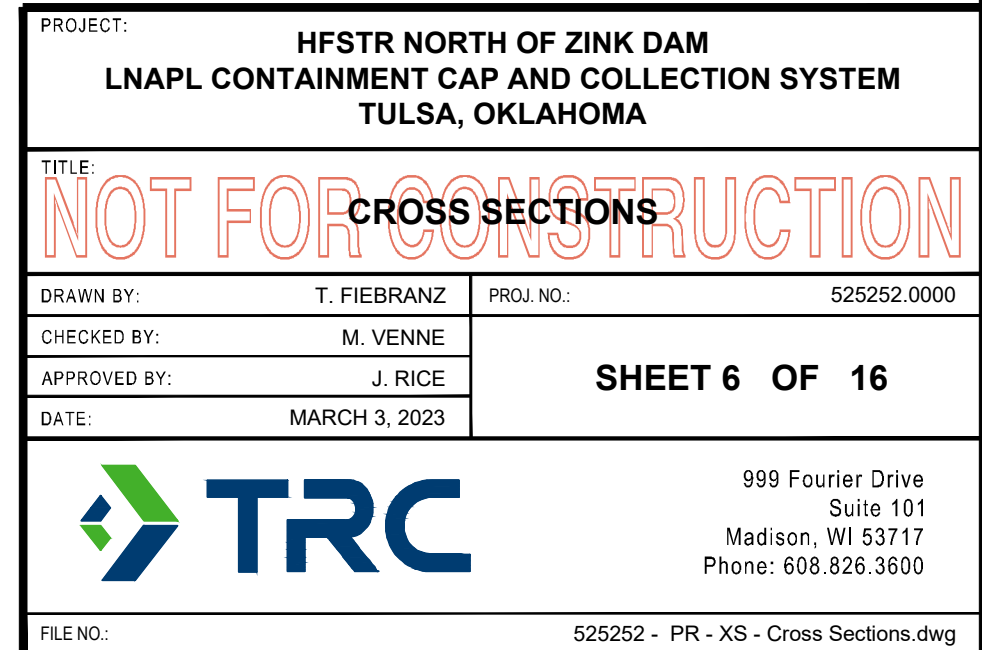 PROJECT:
HFSTR NORTH OF ZINK DAM
LNAPL CONTAINMENT CAP AND COLLECTION SYSTEM
TULSA, OKLAHOMA
TITLE:
NOT FOR CONSTRUCTION
CROSS SECTIONS
DRAWN BY: T. FIEBRANZ
PROJ. NO.: 525252.0000
CHECKED BY: M. VENNE
APPROVED BY: J. RICE
SHEET 6 OF 16
DATE: MARCH 3, 2023
TRC
999 Fourier Drive
Suite 101
Madison, WI 53717
Phone: 608.826.3600
FILE NO.: 525252 - PR - XS - Cross Sections.dwg